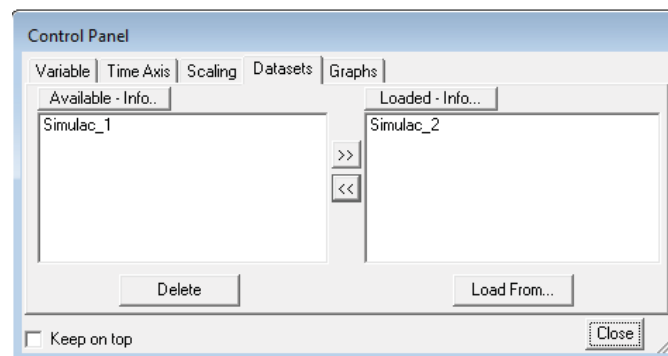 Control Panel
Variable Time Axis Scaling Datasets Graphs
Available - Info.. Loaded - Info...
Simulac_1 Simulac_2
>>
<<
Delete Load From...
Keep on top Close